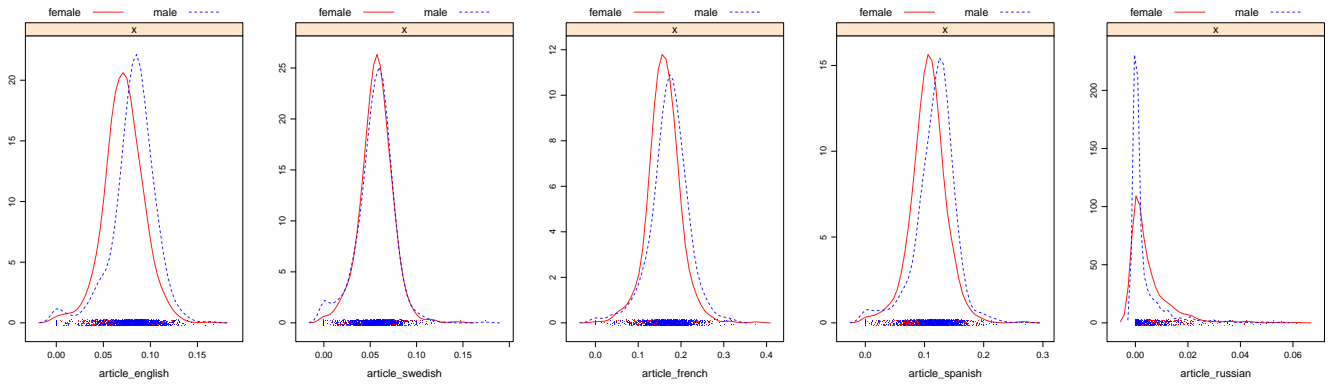 female male
x
0 5 10 15 20
0.00 0.05 0.10 0.15
article_english
female male
x
0 5 10 15 20 25
0.00 0.05 0.10 0.15
article_swedish
female male
x
0 2 4 6 8 10 12
0.0 0.1 0.2 0.3 0.4
article_french
female male
x
0 5 10 15
0.0 0.1 0.2 0.3
article_spanish
female male
x
0 50 100 150 200
0.00 0.02 0.04 0.06
article_russian